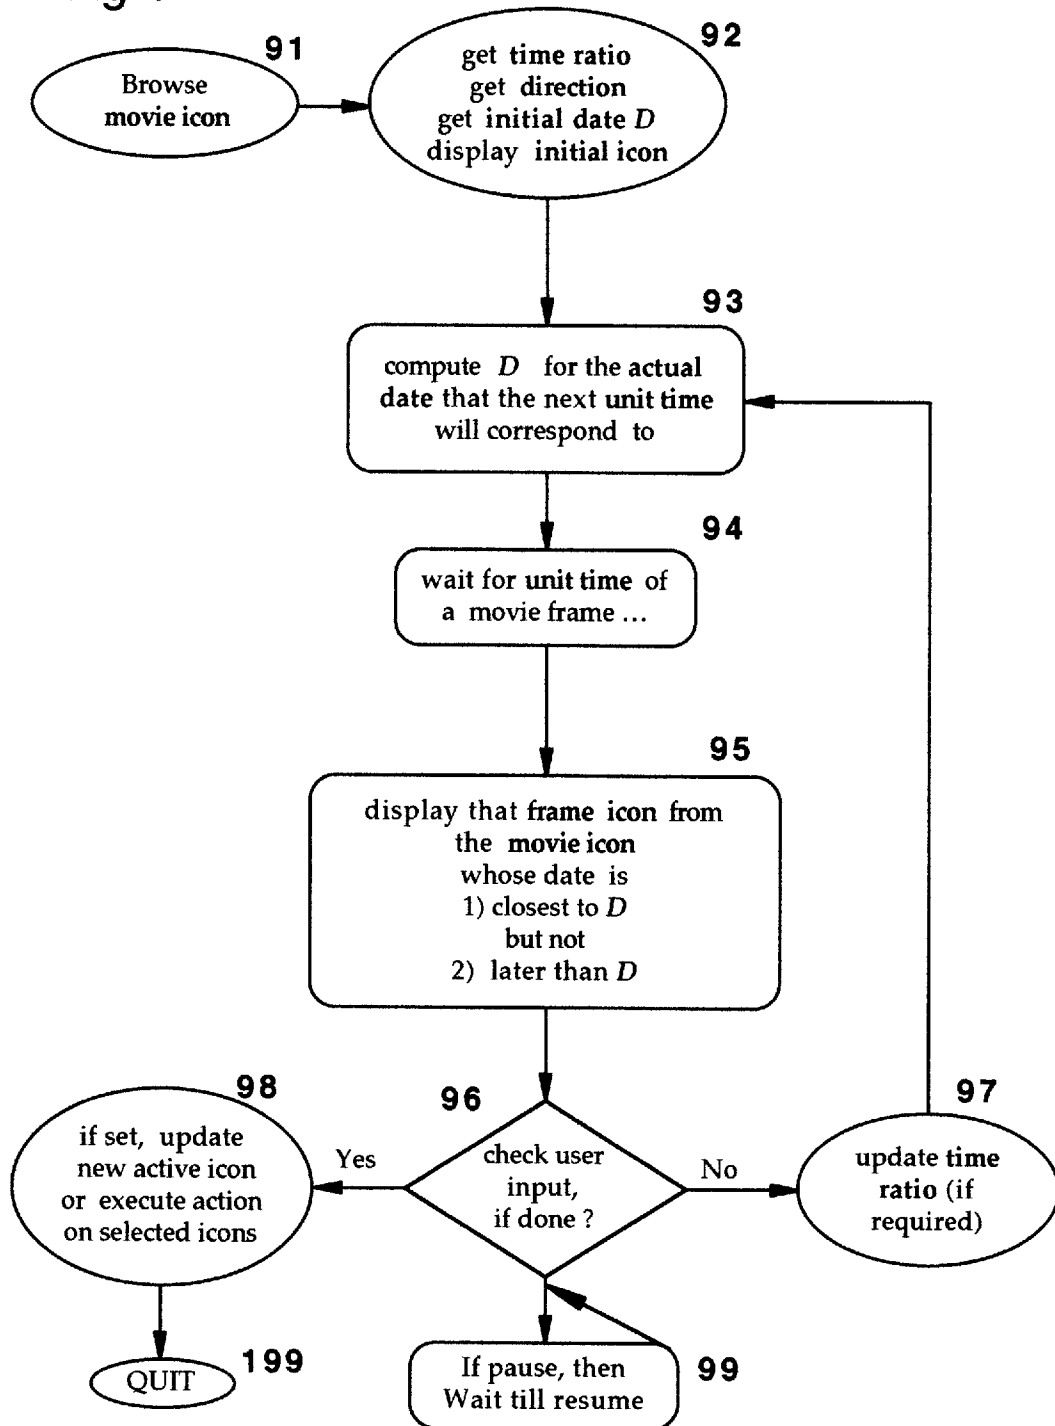 91
Browse
movie icon
92
get time ratio
get direction
get initial date D
display initial icon
93
compute D for the actual
date that the next unit time
will correspond to
94
wait for unit time of
a movie frame ...
95
display that frame icon from
the movie icon
whose date is
1) closest to D
but not
2) later than D
96
check user
input,
if done ?
Yes
No
98
if set, update
new active icon
or execute action
on selected icons
97
update time
ratio (if
required)
199
QUIT
99
If pause, then
Wait till resume